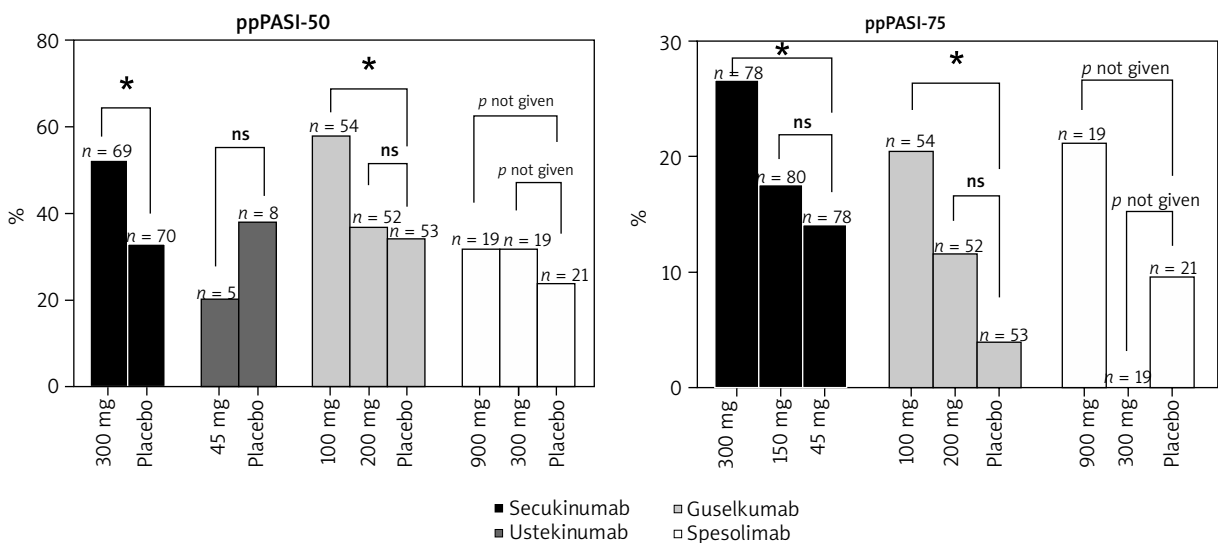 ppPASI-50
80
60
40
20
0
%
*
n = 69
n = 70
ns
n = 5
n = 8
*
n = 54
ns
n = 52
n = 53
p not given
p not given
n = 19
n = 19
n = 21
300 mg
Placebo
45 mg
Placebo
100 mg
200 mg
Placebo
900 mg
300 mg
Placebo
ppPASI-75
30
20
10
0
%
*
n = 78
ns
n = 80
n = 78
*
n = 54
ns
n = 52
n = 53
p not given
n = 19
p not given
n = 19
n = 21
300 mg
150 mg
45 mg
100 mg
200 mg
Placebo
900 mg
300 mg
Placebo
Secukinumab
Ustekinumab
Guselkumab
Spesolimab